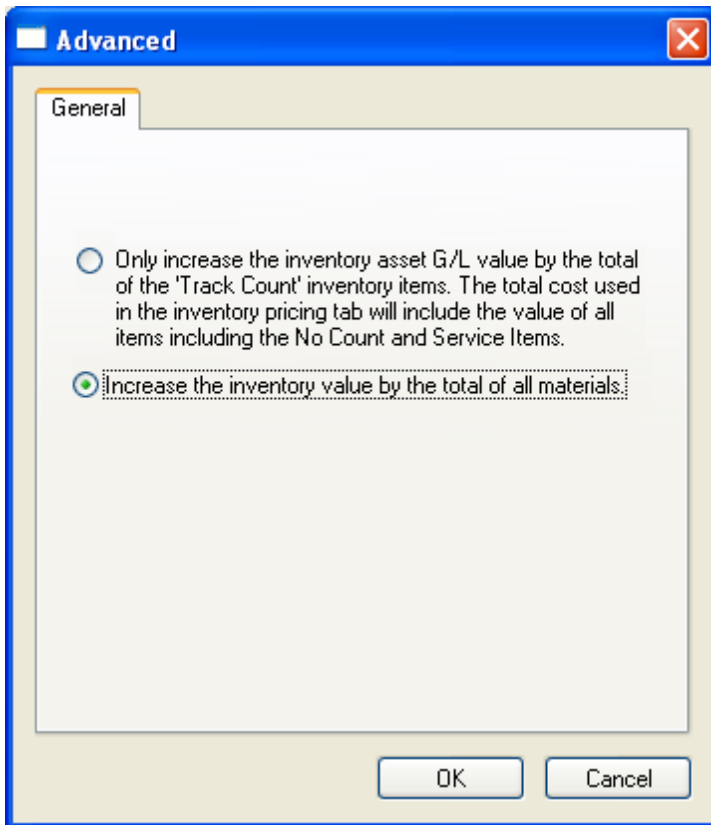 Advanced
General
Only increase the inventory asset G/L value by the total
of the 'Track Count' inventory items. The total cost used
in the inventory pricing tab will include the value of all
items including the No Count and Service Items.
Increase the inventory value by the total of all materials.
OK
Cancel